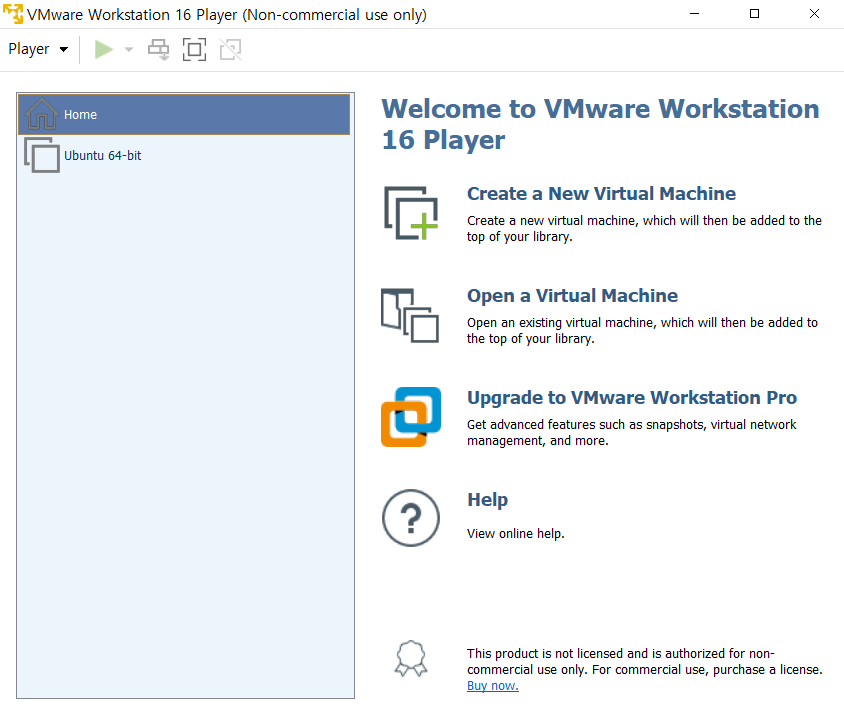 VMware Workstation 16 Player (Non-commercial use only)
Player
Home
Ubuntu 64-bit
Welcome to VMware Workstation
16 Player
Create a New Virtual Machine
Create a new virtual machine, which will then be added to the
top of your library.
Open a Virtual Machine
Open an existing virtual machine, which will then be added to
the top of your library.
Upgrade to VMware Workstation Pro
Get advanced features such as snapshots, virtual network
management, and more.
?
Help
View online help.
This product is not licensed and is authorized for non-
commercial use only. For commercial use, purchase a license.
Buy now.